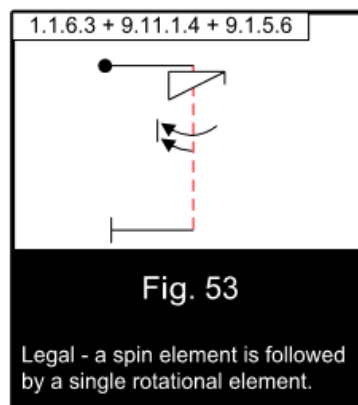 1.1.6.3 + 9.11.1.4 + 9.1.5.6
Fig. 53
Legal - a spin element is followed
by a single rotational element.